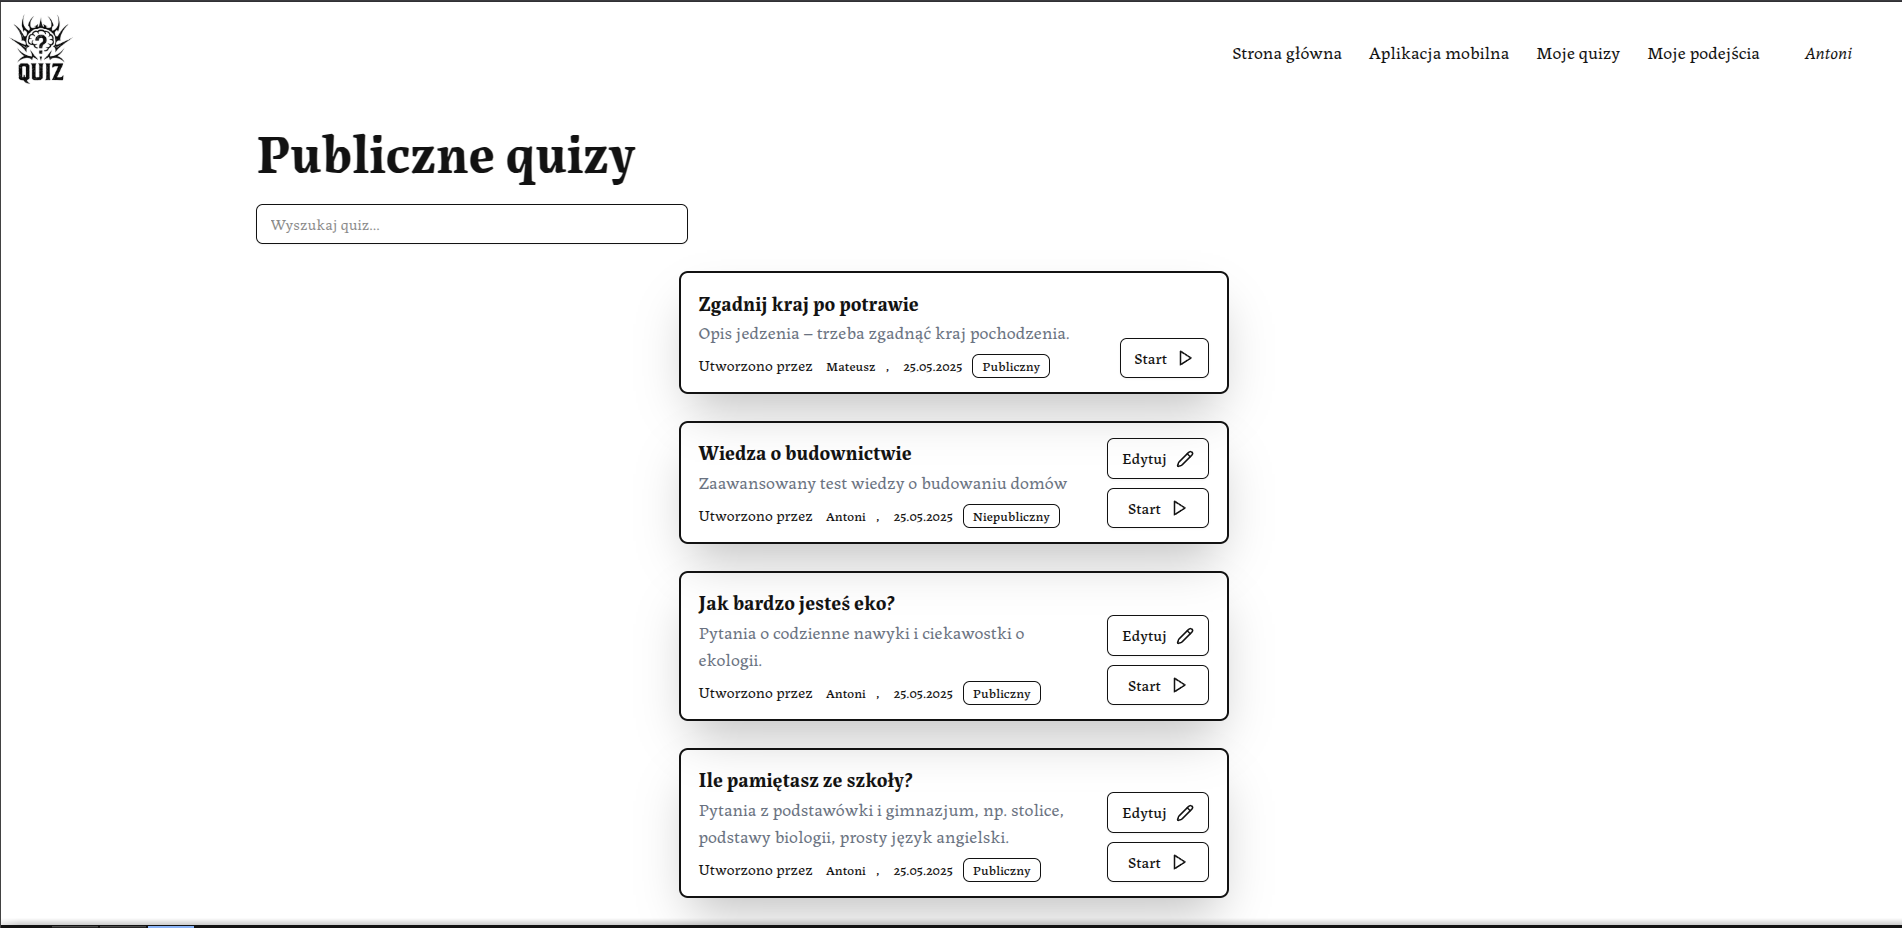 ?
QUIZ
Strona główna Aplikacja mobilna Moje quizy Moje podejścia Antoni
Publiczne quizy
Wyszukaj quiz...
Zgadnij kraj po potrawie
Opis jedzenia – trzeba zgadnąć kraj pochodzenia.
Utworzono przez Mateusz , 25.05.2025 Publiczny
Start
Wiedza o budownictwie
Zaawansowany test wiedzy o budowaniu domów
Utworzono przez Antoni , 25.05.2025 Niepubliczny
Edytuj
Start
Jak bardzo jesteś eko?
Pytania o codzienne nawyki i ciekawostki o
ekologii.
Utworzono przez Antoni , 25.05.2025 Publiczny
Edytuj
Start
Ile pamiętasz ze szkoły?
Pytania z podstawówki i gimnazjum, np. stolice,
podstawy biologii, prosty język angielski.
Utworzono przez Antoni , 25.05.2025 Publiczny
Edytuj
Start